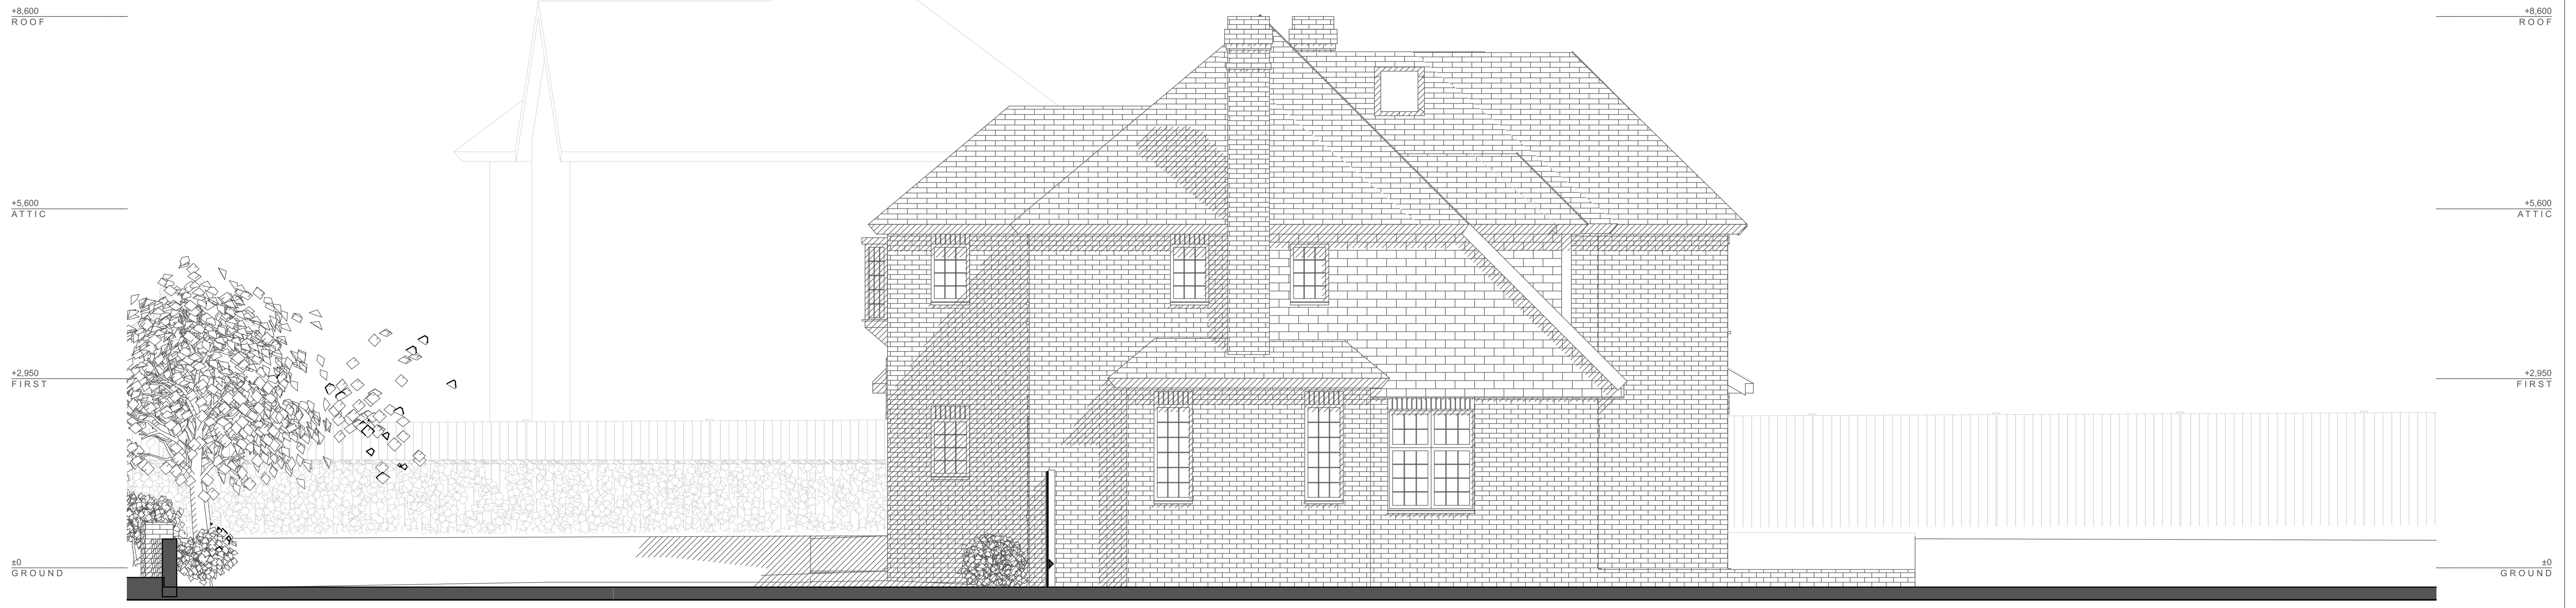 +8,600
ROOF
+8,600
ROOF
+5,600
ATTIC
+5,600
ATTIC
+2,950
FIRST
+2,950
FIRST
±0
GROUND
±0
GROUND